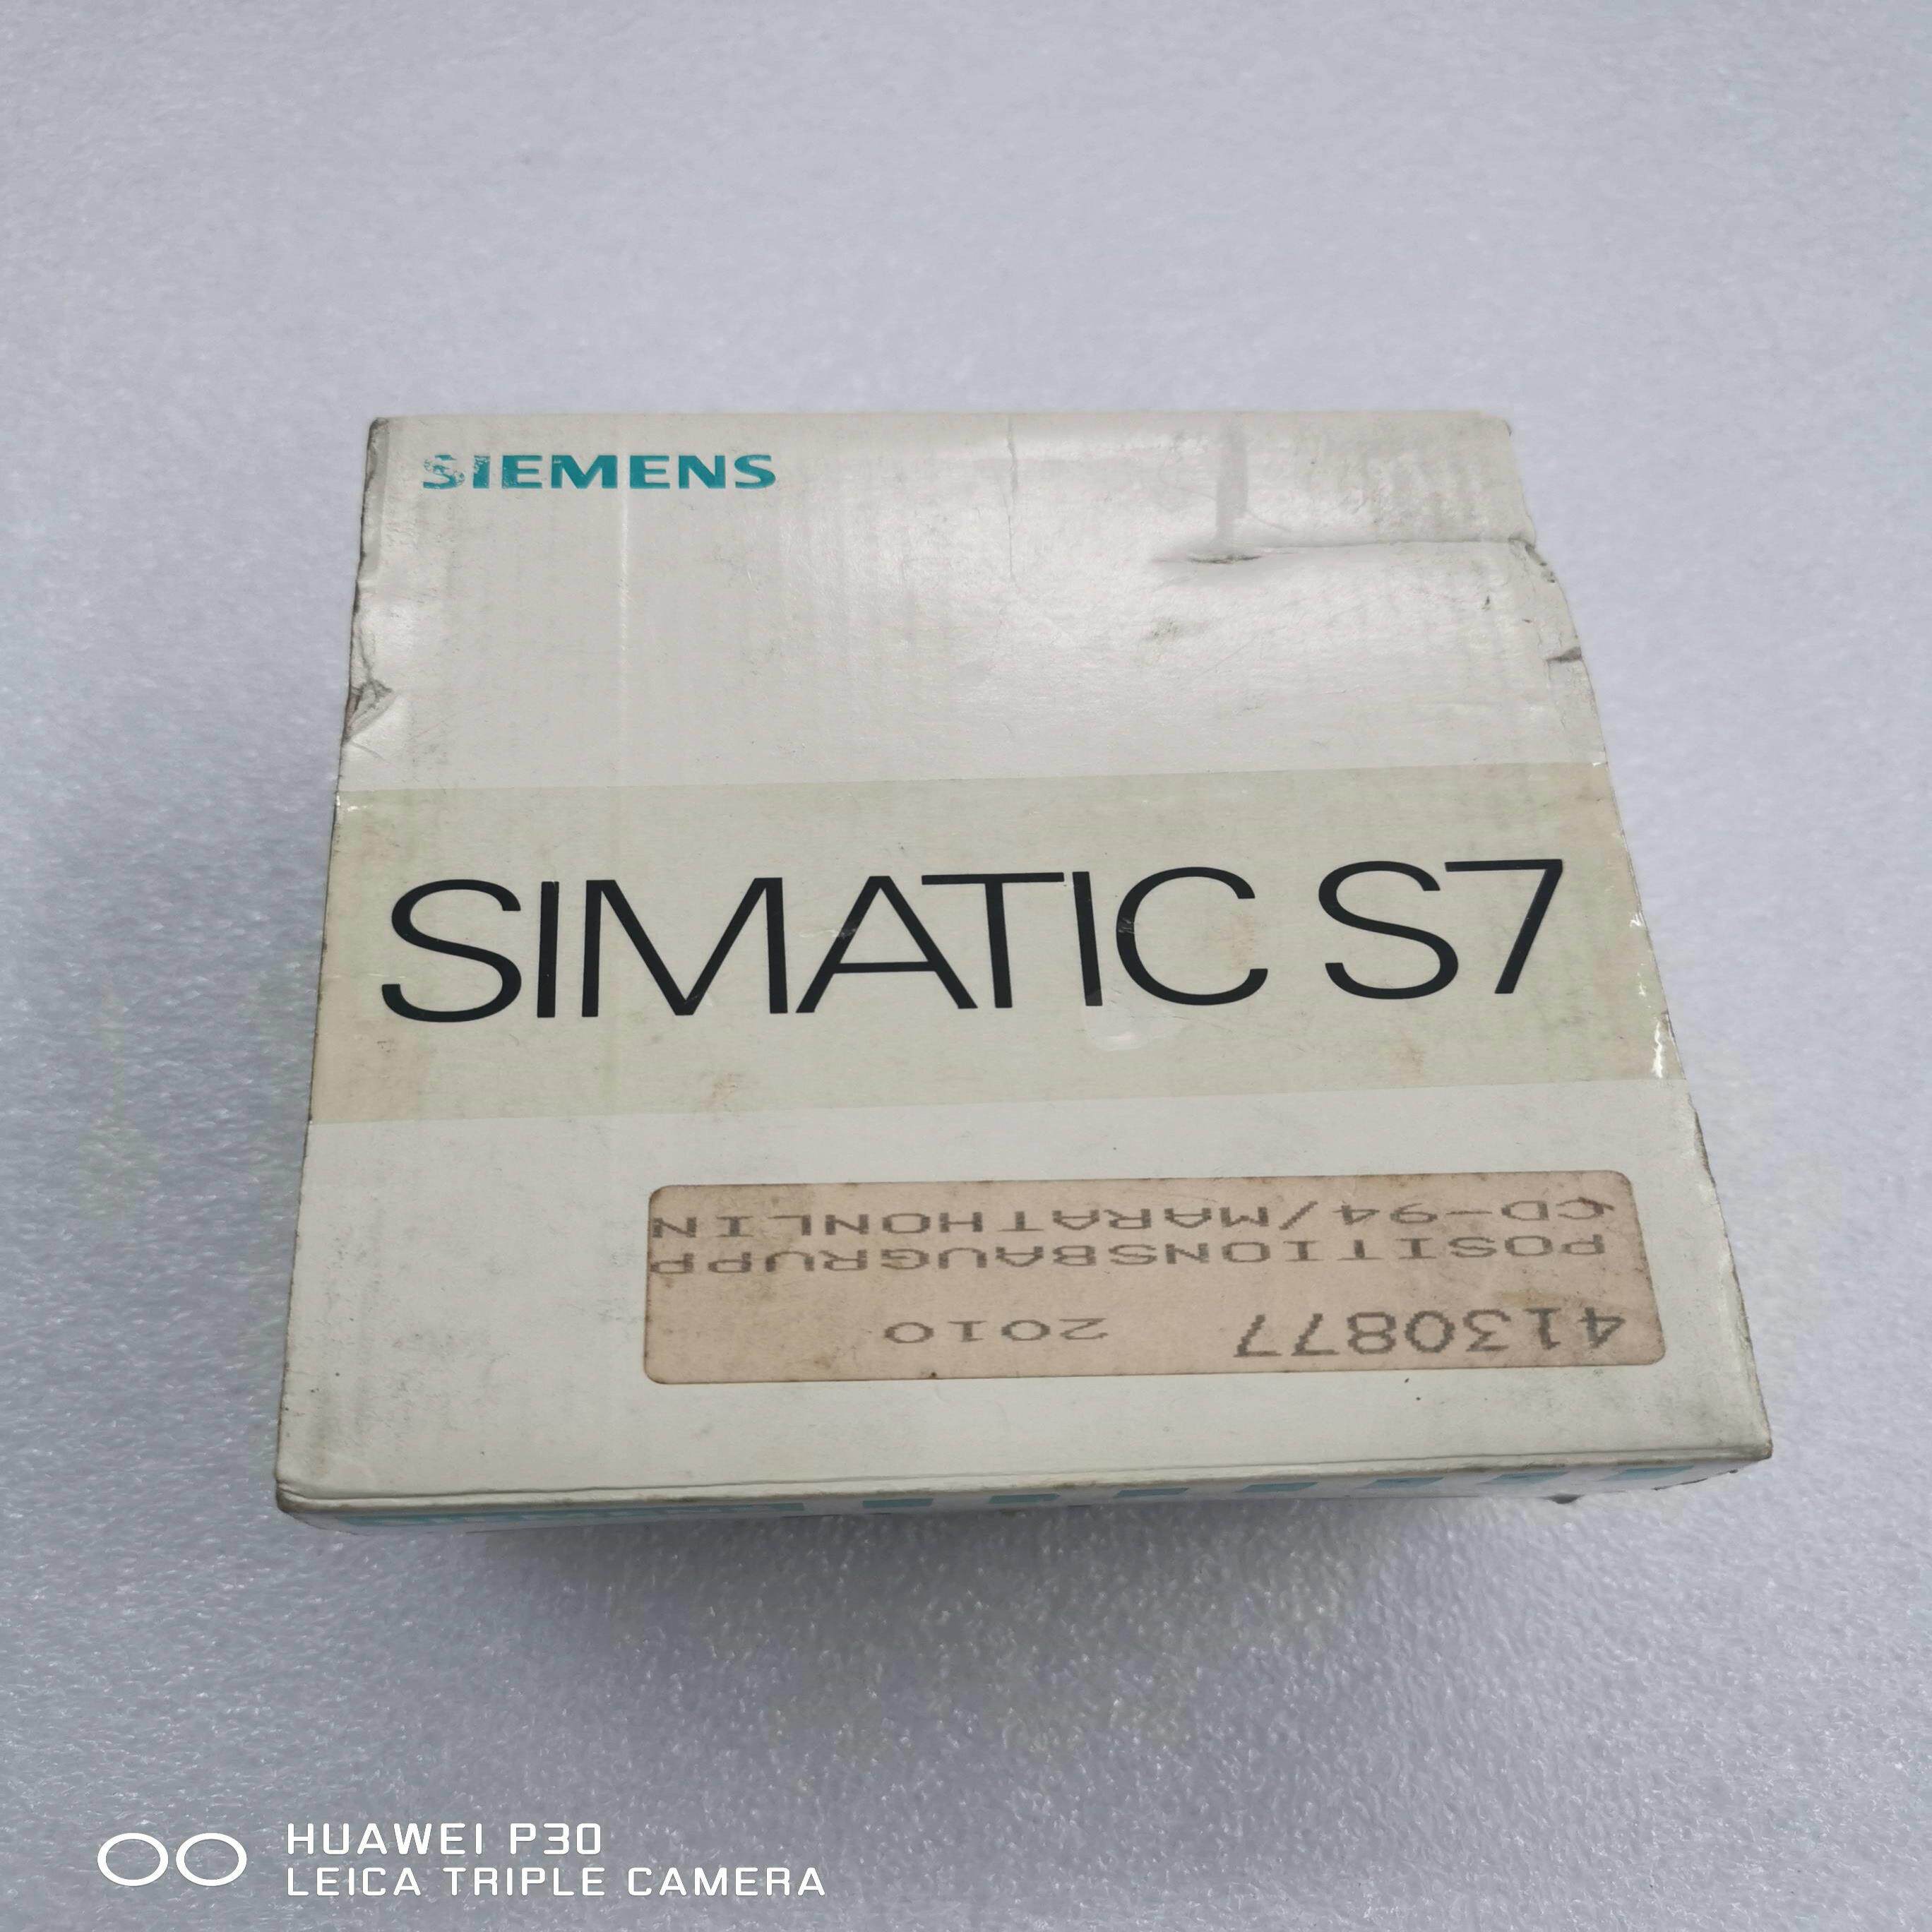 SIEMENS
SIMATIC S7
4130877 2010
POSITIONSBAUGRUPP
CD-94/MARATHONLIN
HUAWEI P30
LEICA TRIPLE CAMERA